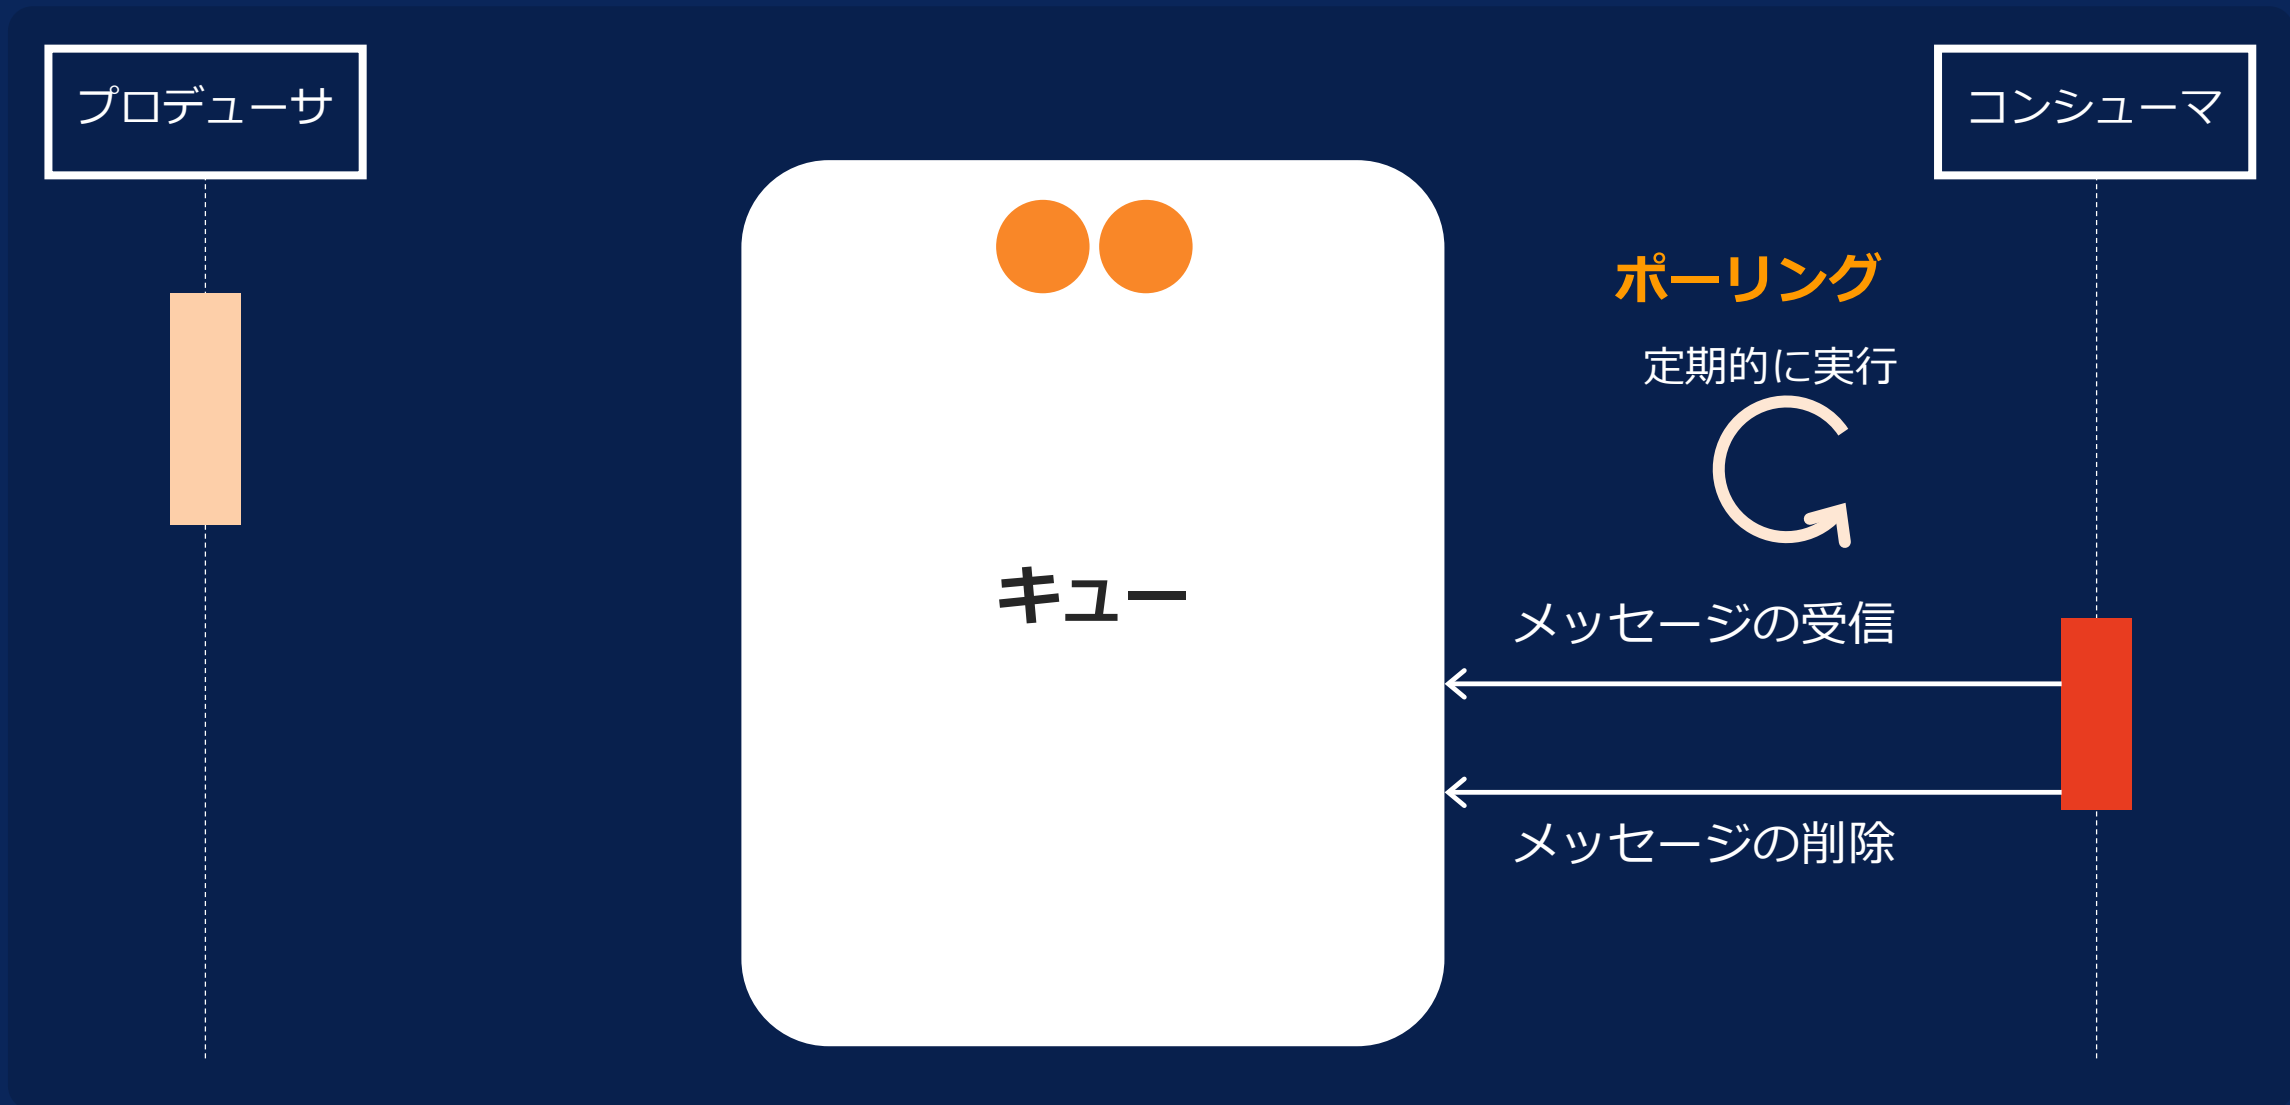 プロデューサ
コンシューマ
ポーリング
定期的に実行
キュー
メッセージの受信
メッセージの削除